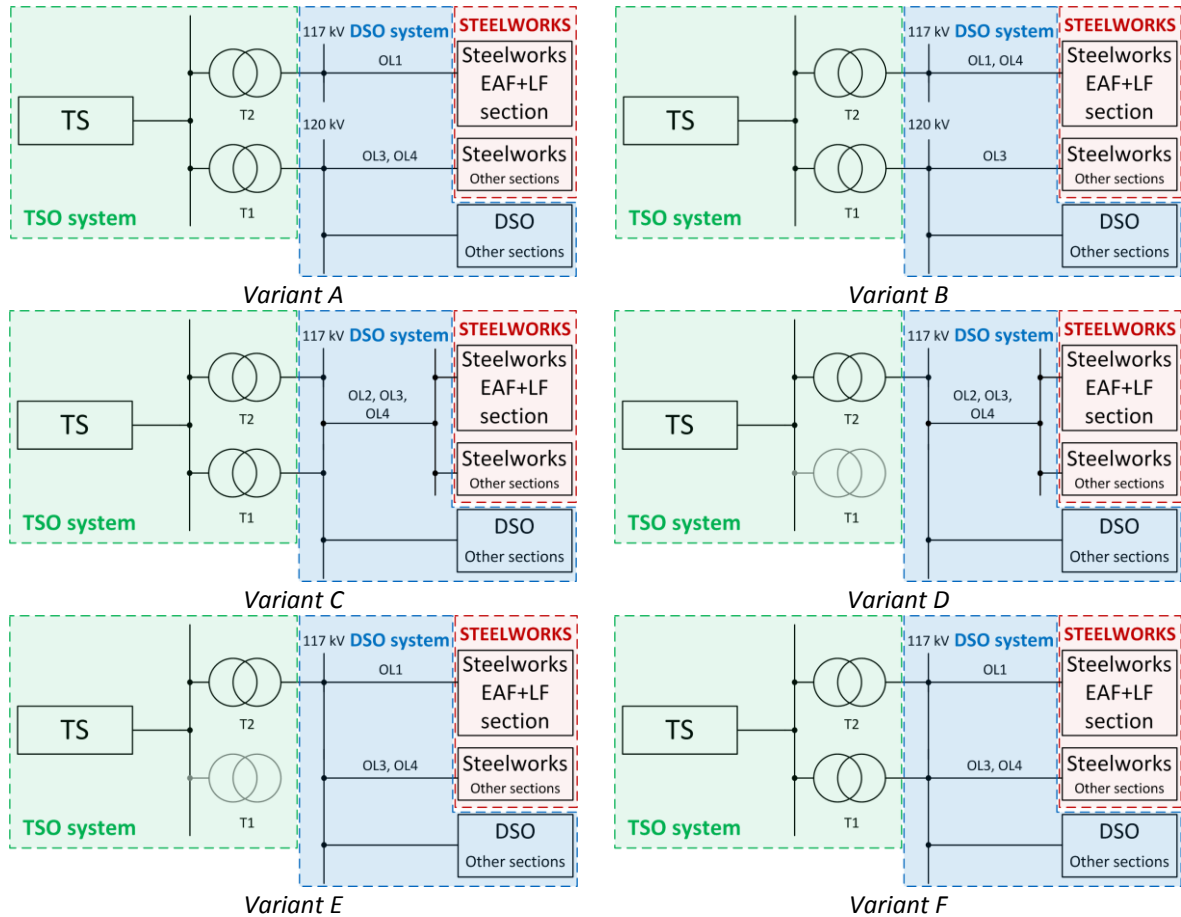 117 kV DSO system STEELWORKS
OL1
Steelworks
EAF+LF
section
TS
T2
120 kV
OL3, OL4
Steelworks
Other sections
T1
TSO system
DSO
Other sections
Variant A
117 kV DSO system STEELWORKS
OL1, OL4
Steelworks
EAF+LF
section
TS
T2
120 kV
OL3
Steelworks
Other sections
T1
TSO system
DSO
Other sections
Variant B
117 kV DSO system STEELWORKS
Steelworks
EAF+LF
section
OL2, OL3,
OL4
TS
T2
Steelworks
Other sections
T1
TSO system
DSO
Other sections
Variant C
117 kV DSO system STEELWORKS
Steelworks
EAF+LF
section
OL2, OL3,
OL4
TS
T2
Steelworks
Other sections
T1
TSO system
DSO
Other sections
Variant D
117 kV DSO system STEELWORKS
OL1
Steelworks
EAF+LF
section
TS
T2
OL3, OL4
Steelworks
Other sections
T1
TSO system
DSO
Other sections
Variant E
117 kV DSO system STEELWORKS
OL1
Steelworks
EAF+LF
section
TS
T2
OL3, OL4
Steelworks
Other sections
T1
TSO system
DSO
Other sections
Variant F